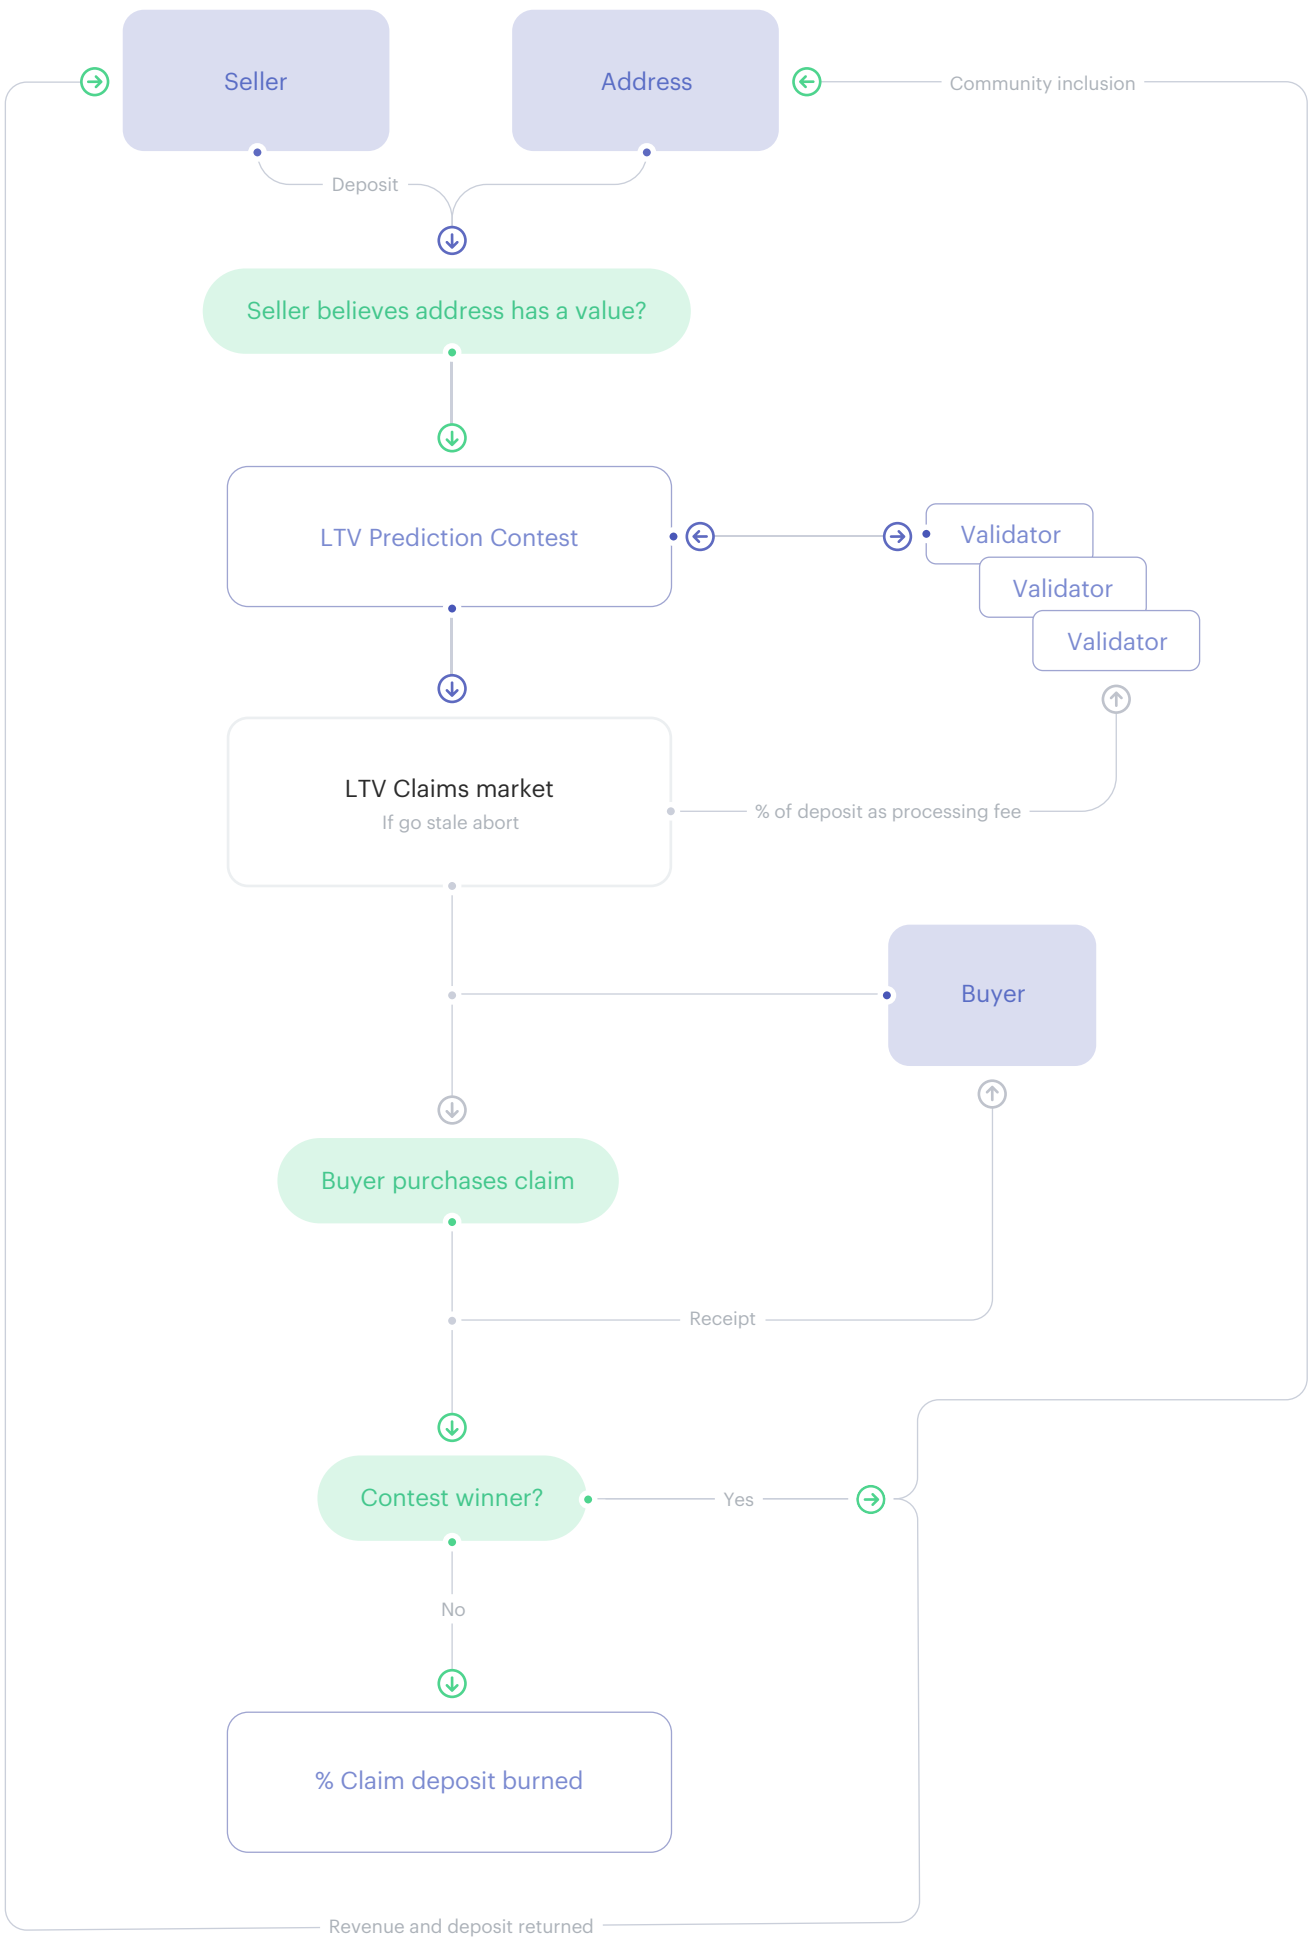 Seller
Address
Community inclusion
Deposit
Seller believes address has a value?
LTV Prediction Contest
Validator
Validator
Validator
LTV Claims market
If go stale abort
% of deposit as processing fee
Buyer
Buyer purchases claim
Receipt
Contest winner?
Yes
No
% Claim deposit burned
Revenue and deposit returned